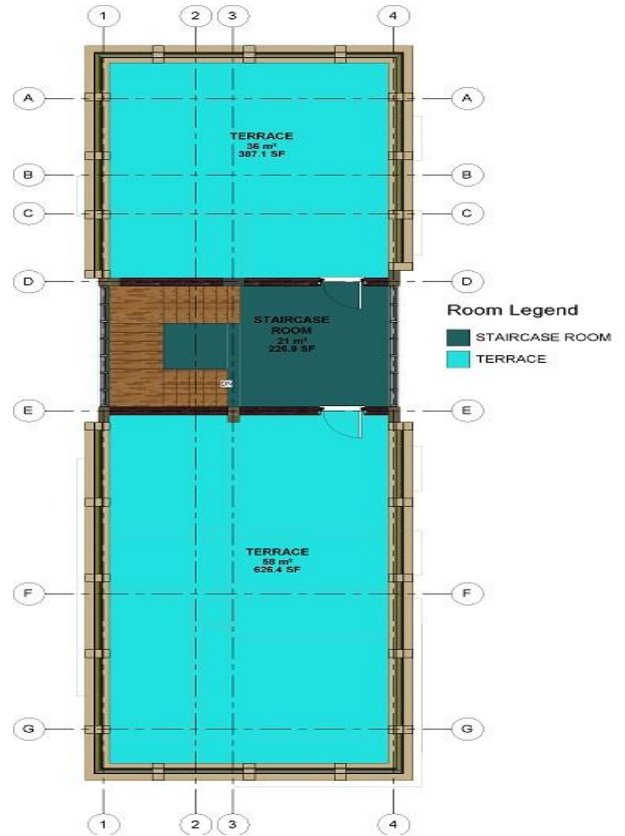 1 2 3 4
A A
TERRACE
36 m²
387.1 SF
B B
C C
D D
Room Legend
STAIRCASE ROOM
TERRACE
STAIRCASE
ROOM
21 m²
226.9 SF
DN
E E
TERRACE
58 m²
626.4 SF
F F
G G
1 2 3 4